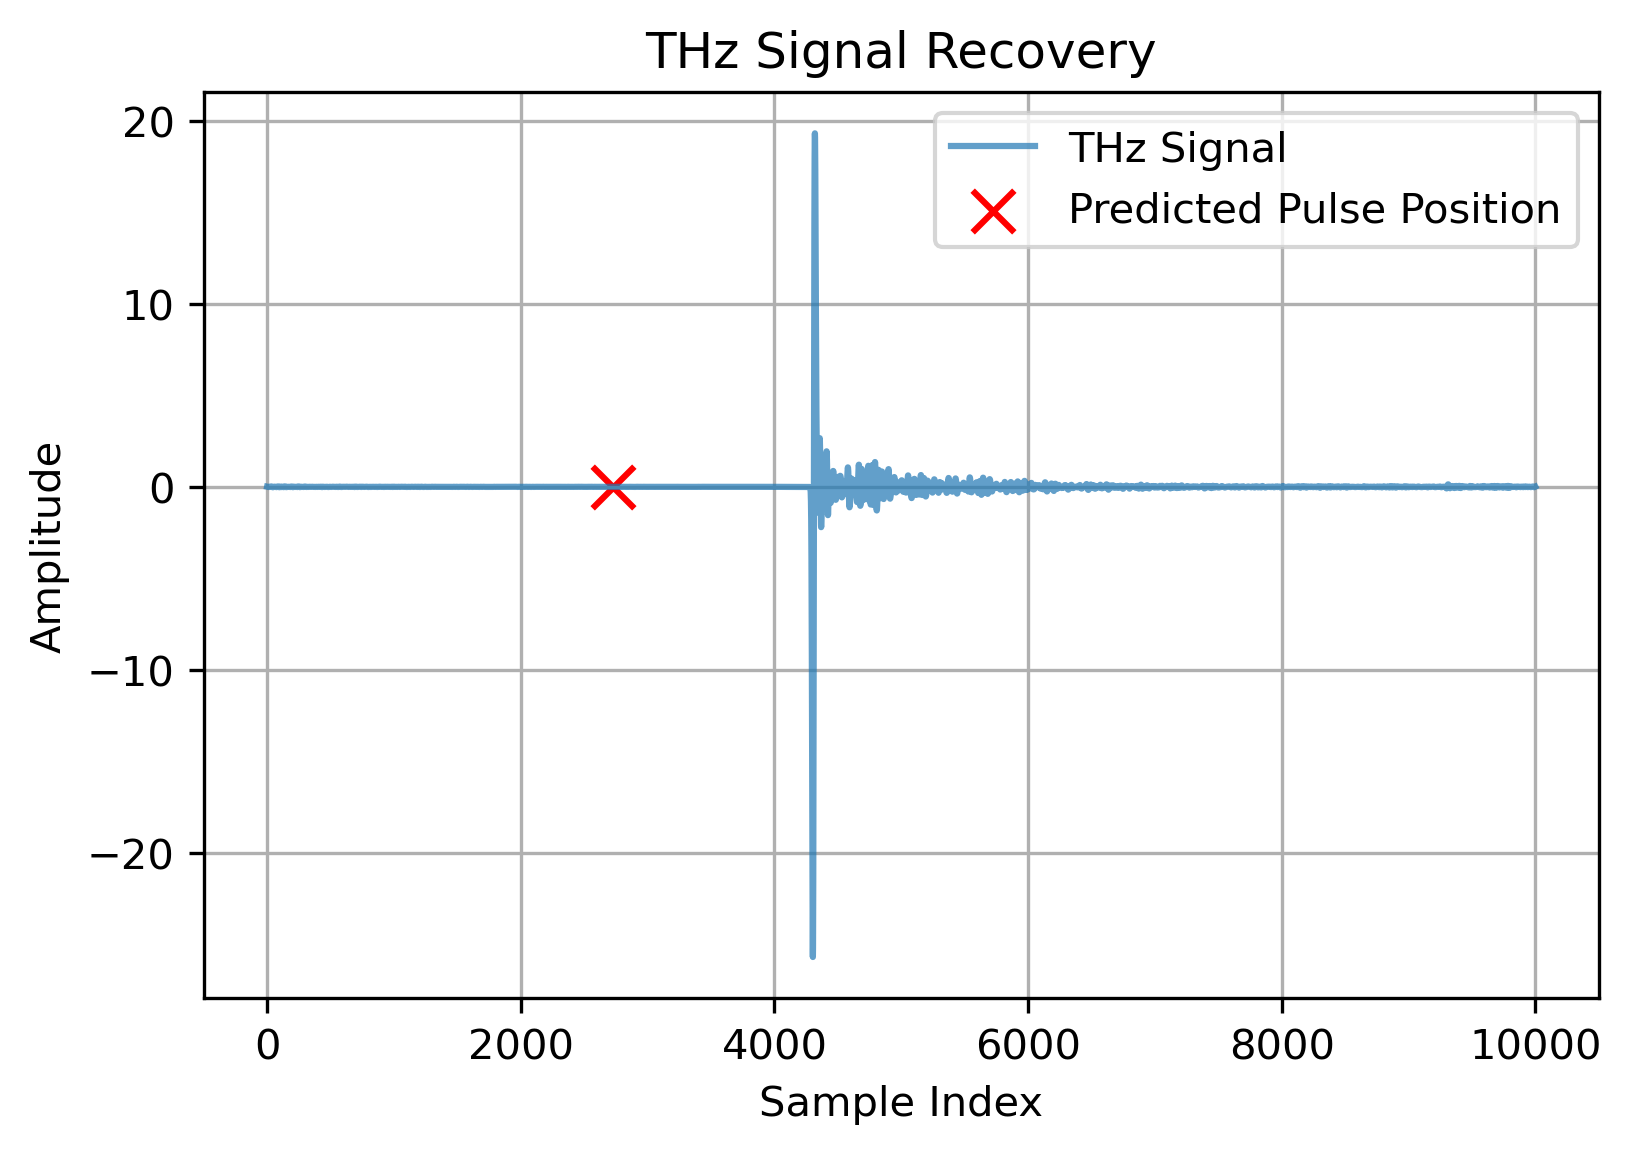 THz Signal Recovery
20
10
0
−10
−20
Amplitude
THz Signal
Predicted Pulse Position
0 2000 4000 6000 8000 10000
Sample Index